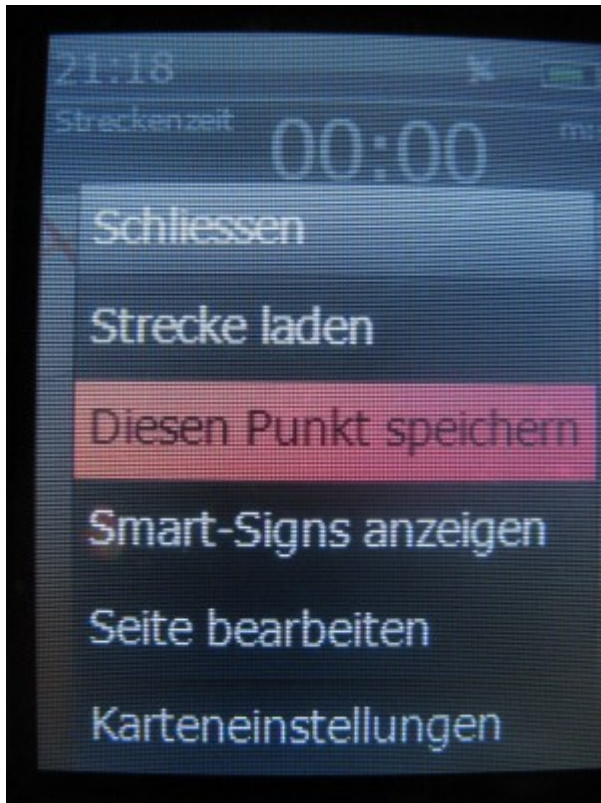 21:18
Streckenzeit
00:00
Schliessen
Strecke laden
Diesen Punkt speichern
Smart-Signs anzeigen
Seite bearbeiten
Karteneinstellungen